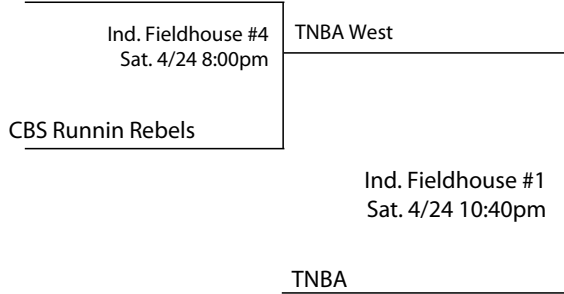 Ind. Fieldhouse #4
Sat. 4/24 8:00pm
TNBA West
CBS Runnin Rebels
Ind. Fieldhouse #1
Sat. 4/24 10:40pm
TNBA